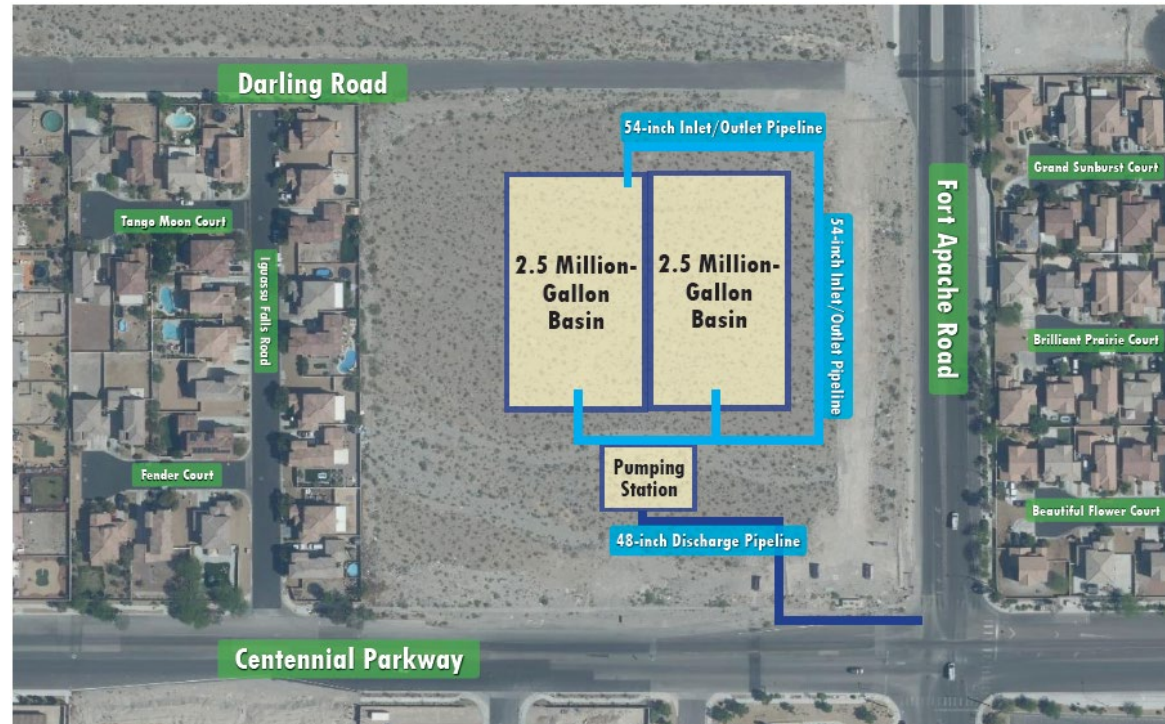 Darling Road
54-inch Inlet/Outlet Pipeline
Grand Sunburst Court
Tango Moon Court
Fort Apache Road
54-inch Inlet/Outlet Pipeline
Iguassu Falls Road
2.5 Million-
Gallon
Basin
2.5 Million-
Gallon
Basin
Brilliant Prairie Court
Fender Court
Pumping
Station
Beautiful Flower Court
48-inch Discharge Pipeline
Centennial Parkway